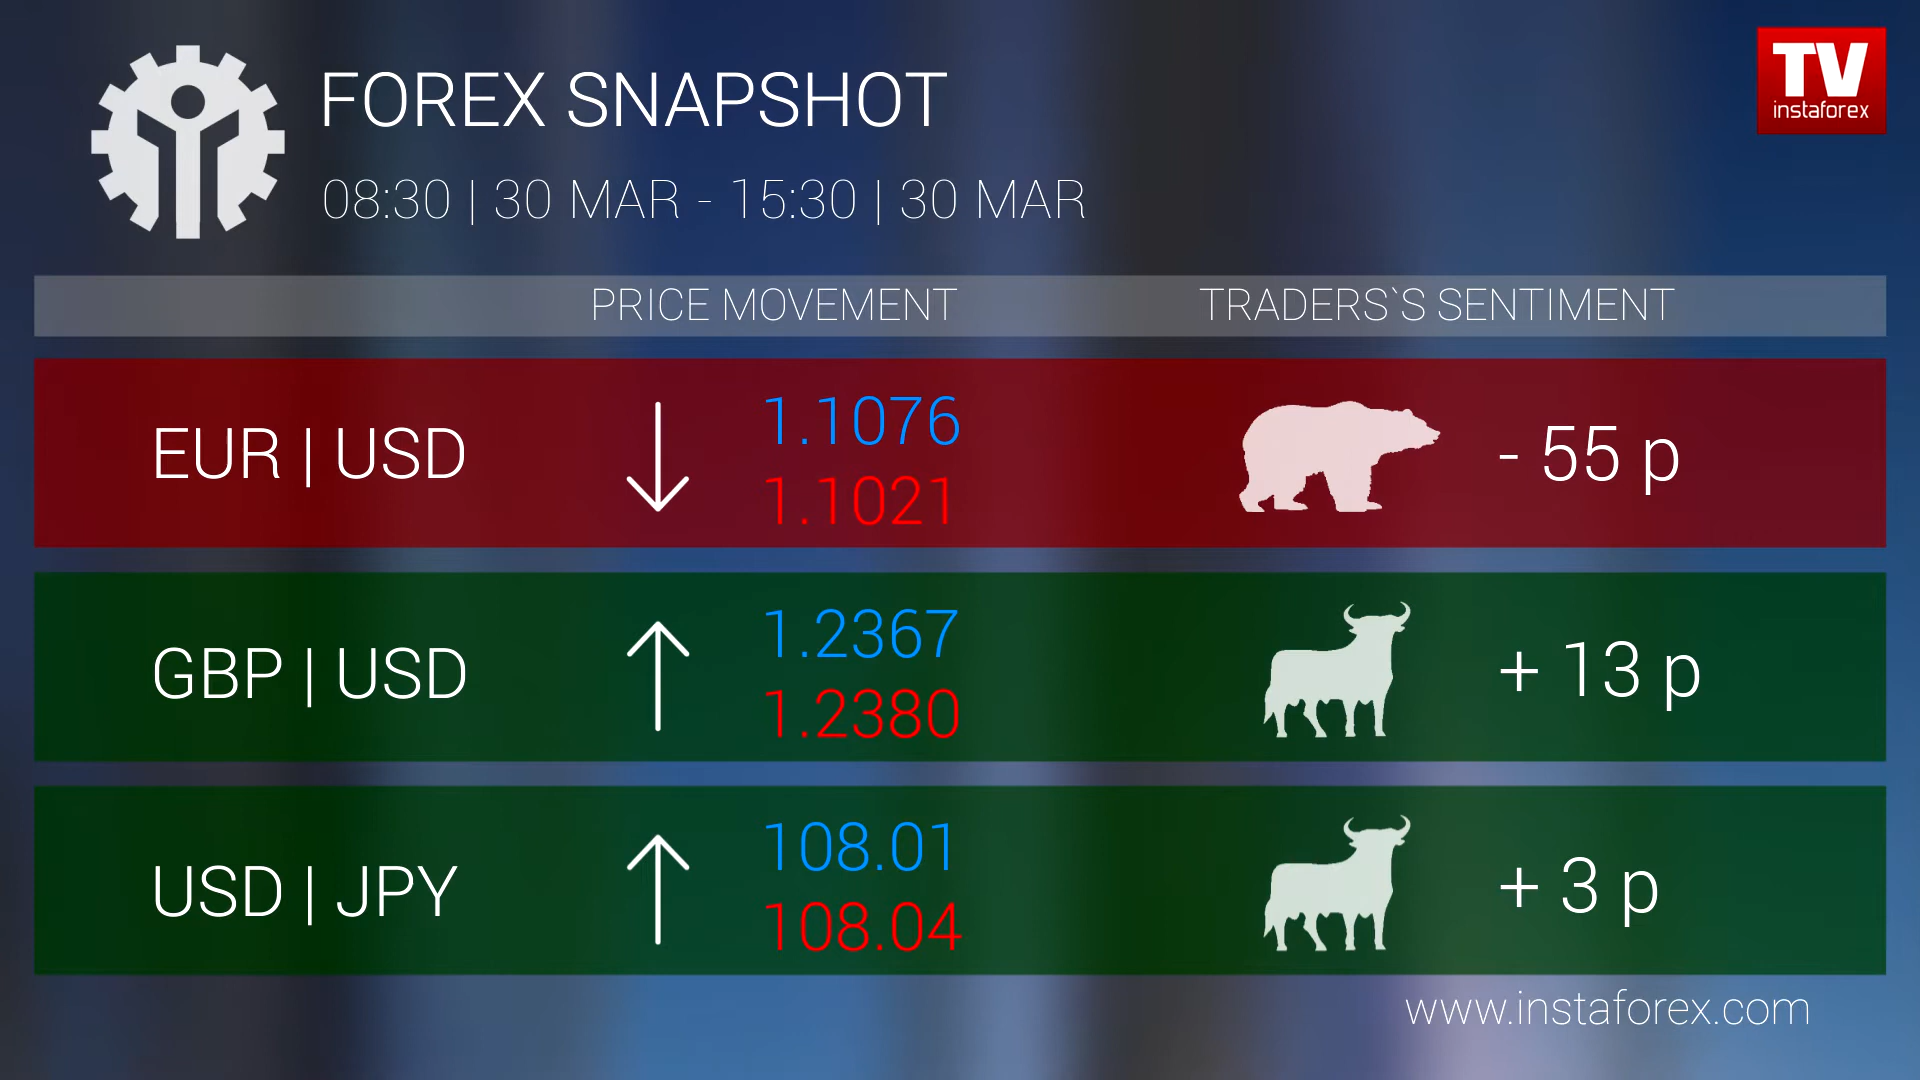 FOREX SNAPSHOT
TV
instaforex
08:30 | 30 MAR - 15:30 | 30 MAR
PRICE MOVEMENT TRADERS`S SENTIMENT
EUR | USD 1.1076 - 55 p
1.1021
GBP | USD 1.2367 + 13 p
1.2380
USD | JPY 108.01 + 3 p
108.04
www.instaforex.com